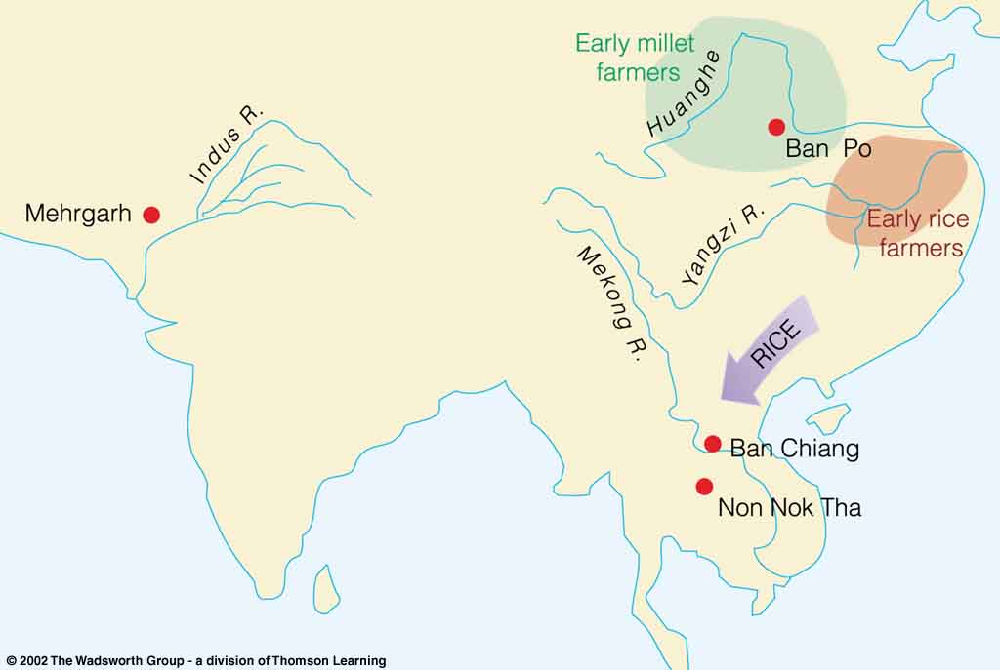 Early millet
farmers
Huanghe
Ban Po
Indus R.
Mehrgarh
Early rice
farmers
Yangzi R.
Mekong R.
RICE
Ban Chiang
Non Nok Tha
© 2002 The Wadsworth Group - a division of Thomson Learning